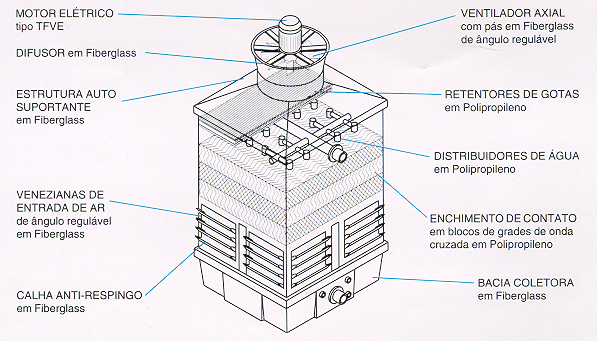 MOTOR ELÉTRICO
tipo TFVE
DIFUSOR em Fiberglass
ESTRUTURA AUTO
SUPORTANTE
em Fiberglass
VENEZIANAS DE
ENTRADA DE AR
de ângulo regulável
em Fiberglass
CALHA ANTI-RESPINGO
em Fiberglass
VENTILADOR AXIAL
com pás em Fiberglass
de ângulo regulável
RETENTORES DE GOTAS
em Polipropileno
DISTRIBUIDORES DE ÁGUA
em Polipropileno
ENCHIMENTO DE CONTATO
em blocos de grades de onda
cruzada em Polipropileno
BACIA COLETORA
em Fiberglass